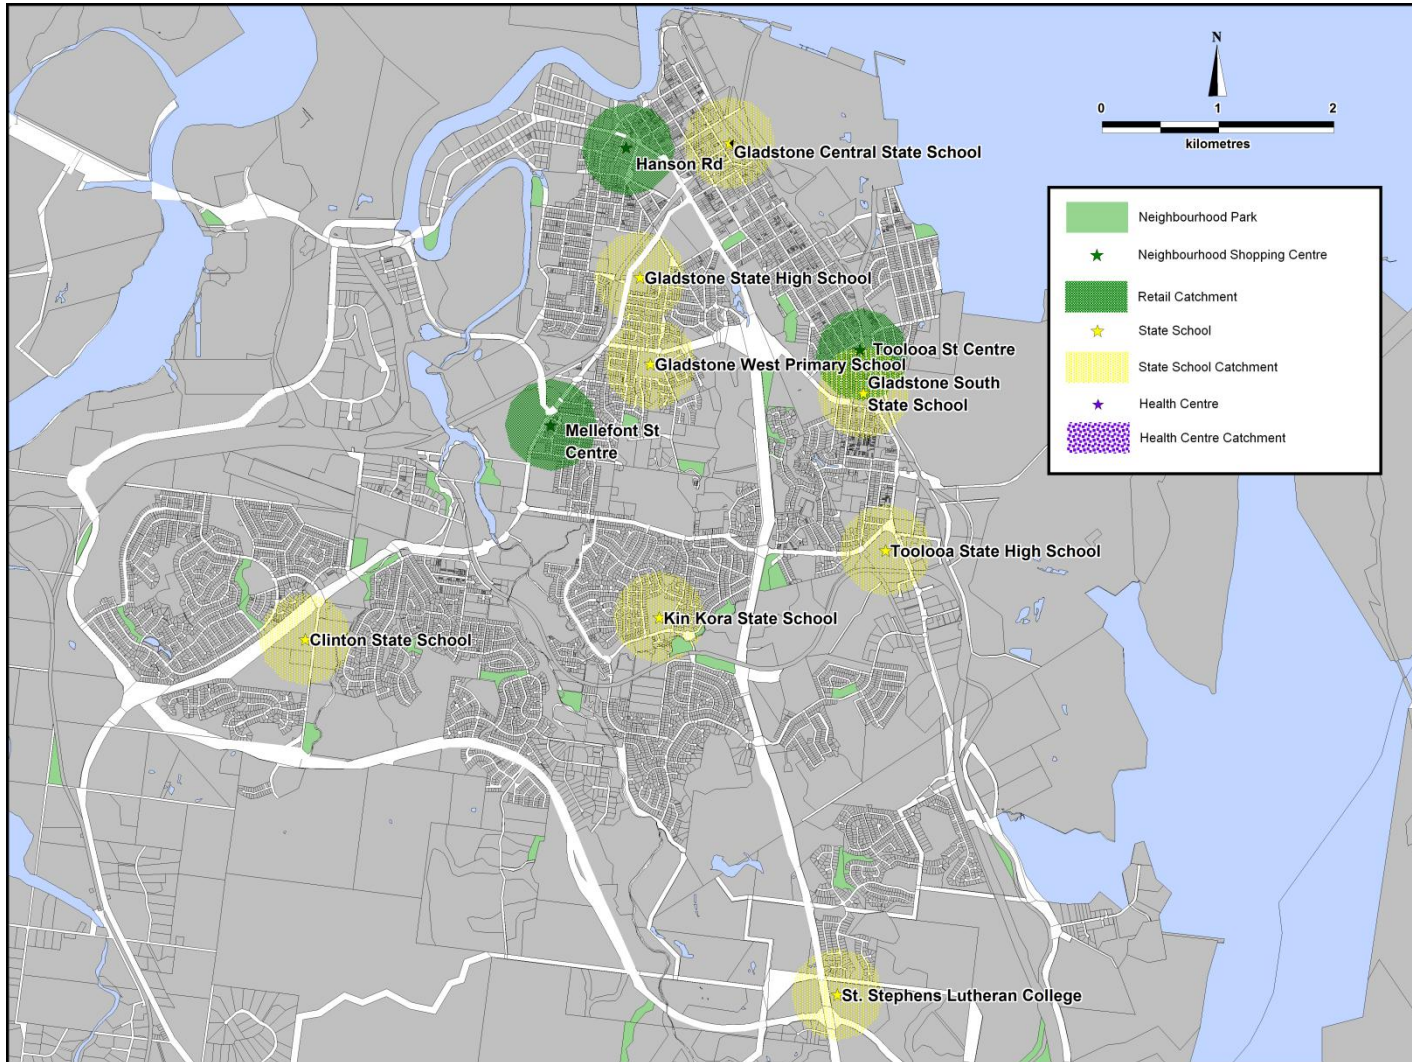 N
0 1 2
kilometres
Neighbourhood Park
Neighbourhood Shopping Centre
Retail Catchment
State School
State School Catchment
Health Centre
Health Centre Catchment
Hanson Rd
Gladstone Central State School
Gladstone State High School
Toolooa St Centre
Gladstone West Primary School
Gladstone South
State School
Mellefont St
Centre
Toolooa State High School
Kin Kora State School
Clinton State School
St. Stephens Lutheran College